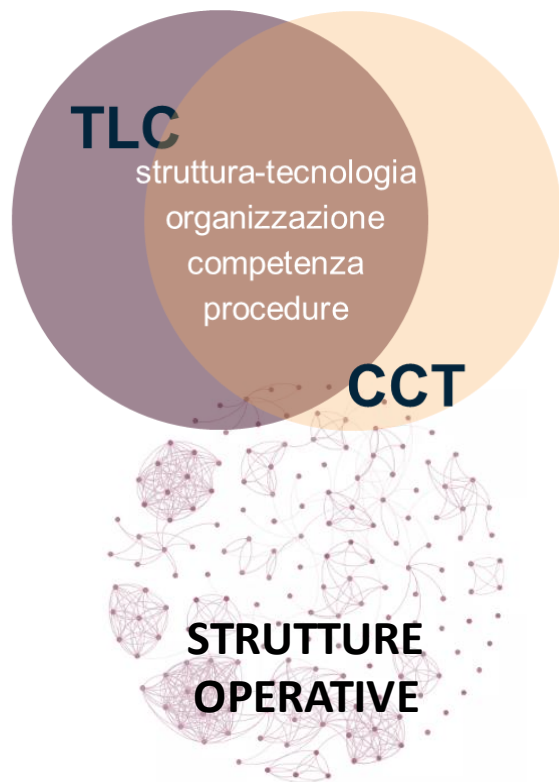 TLC
struttura-tecnologia
organizzazione
competenza
procedure
CCT
STRUTTURE
OPERATIVE